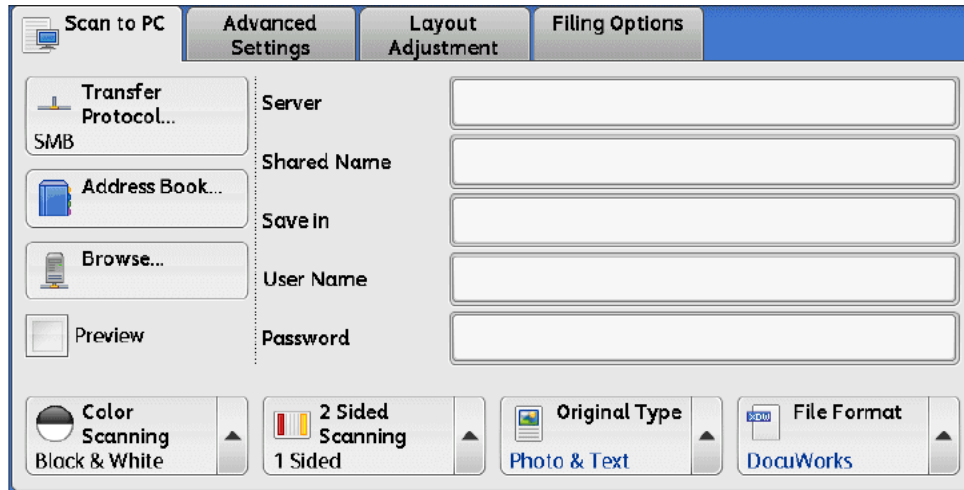 Scan to PC
Advanced
Settings
Layout
Adjustment
Filing Options
Transfer
Protocol...
SMB
Address Book...
Browse...
Preview
Server
Shared Name
Save in
User Name
Password
Color
Scanning
Black & White
2 Sided
Scanning
1 Sided
Original Type
Photo & Text
XDW
File Format
DocuWorks